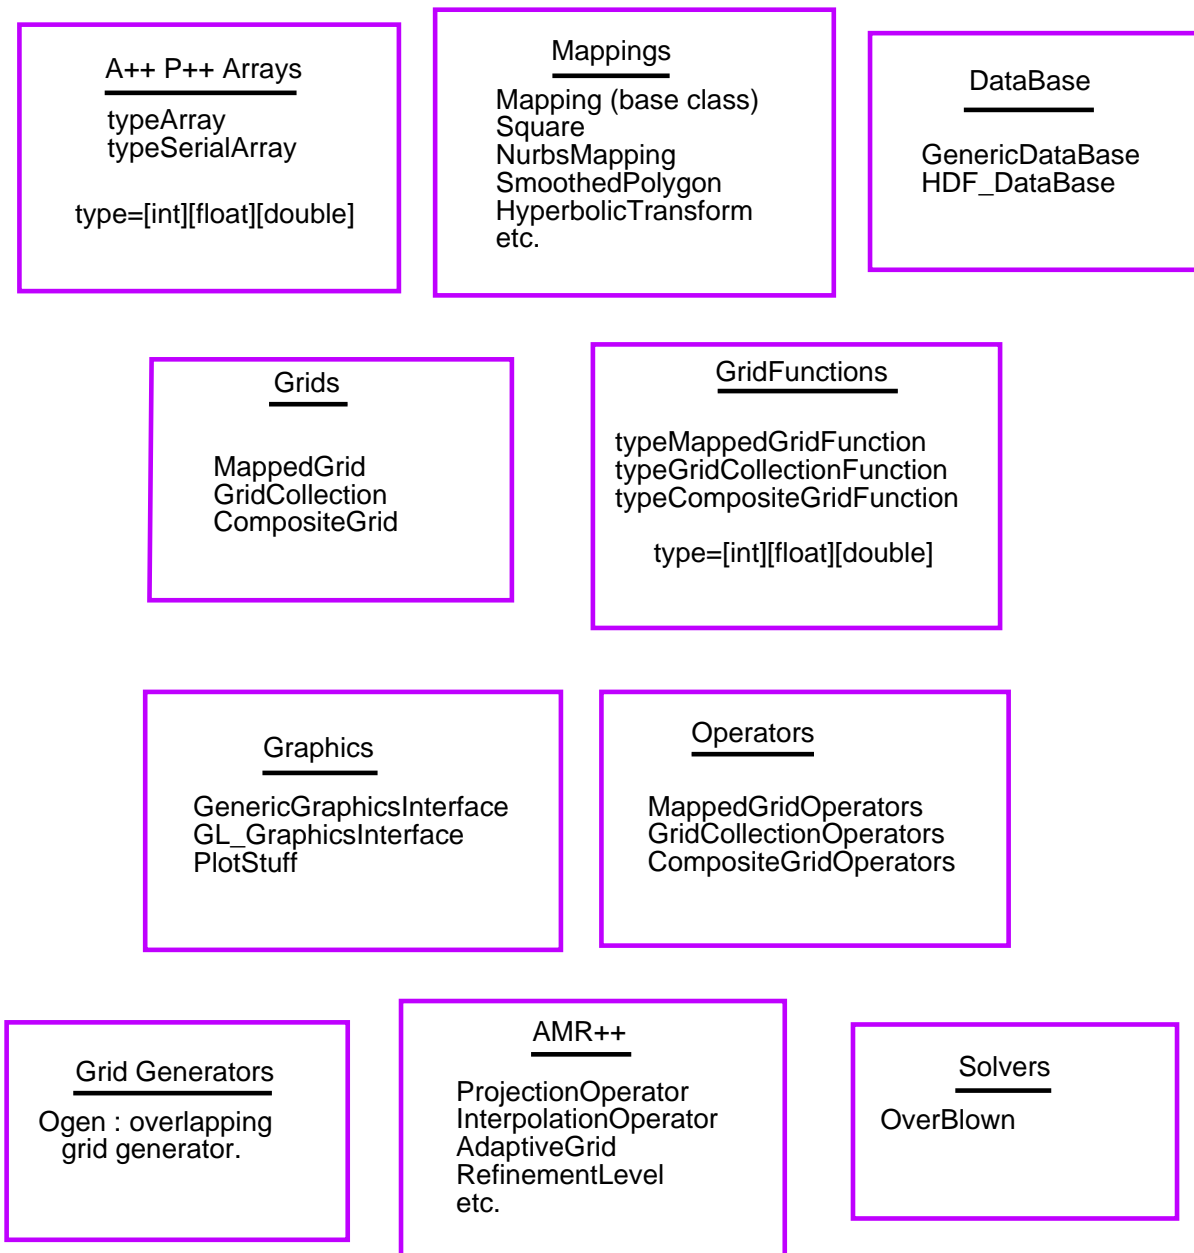 A++ P++ Arrays
typeArray
typeSerialArray
type=[int][float][double]
Mappings
Mapping (base class)
Square
NurbsMapping
SmoothedPolygon
HyperbolicTransform
etc.
DataBase
GenericDataBase
HDF_DataBase
Grids
MappedGrid
GridCollection
CompositeGrid
GridFunctions
typeMappedGridFunction
typeGridCollectionFunction
typeCompositeGridFunction
type=[int][float][double]
Graphics
GenericGraphicsInterface
GL_GraphicsInterface
PlotStuff
Operators
MappedGridOperators
GridCollectionOperators
CompositeGridOperators
Grid Generators
Ogen : overlapping
grid generator.
AMR++
ProjectionOperator
InterpolationOperator
AdaptiveGrid
RefinementLevel
etc.
Solvers
OverBlown